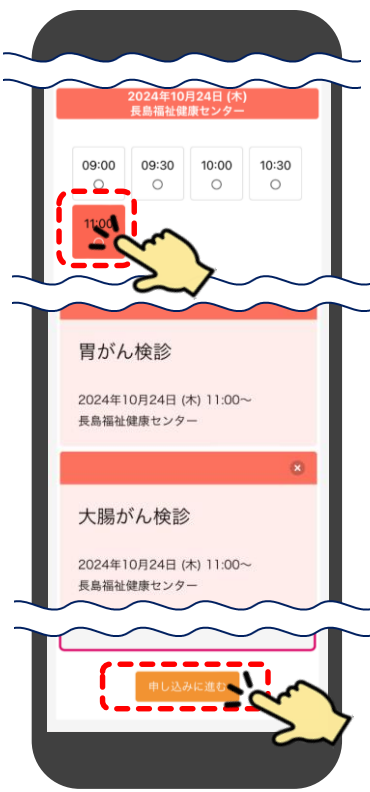 2024年10月24日 (木)
長島福祉健康センター
09:00 09:30 10:00 10:30
11:00
胃がん検診
2024年10月24日 (木) 11:00～
長島福祉健康センター
大腸がん検診
2024年10月24日 (木) 11:00～
長島福祉健康センター
申し込みに進む